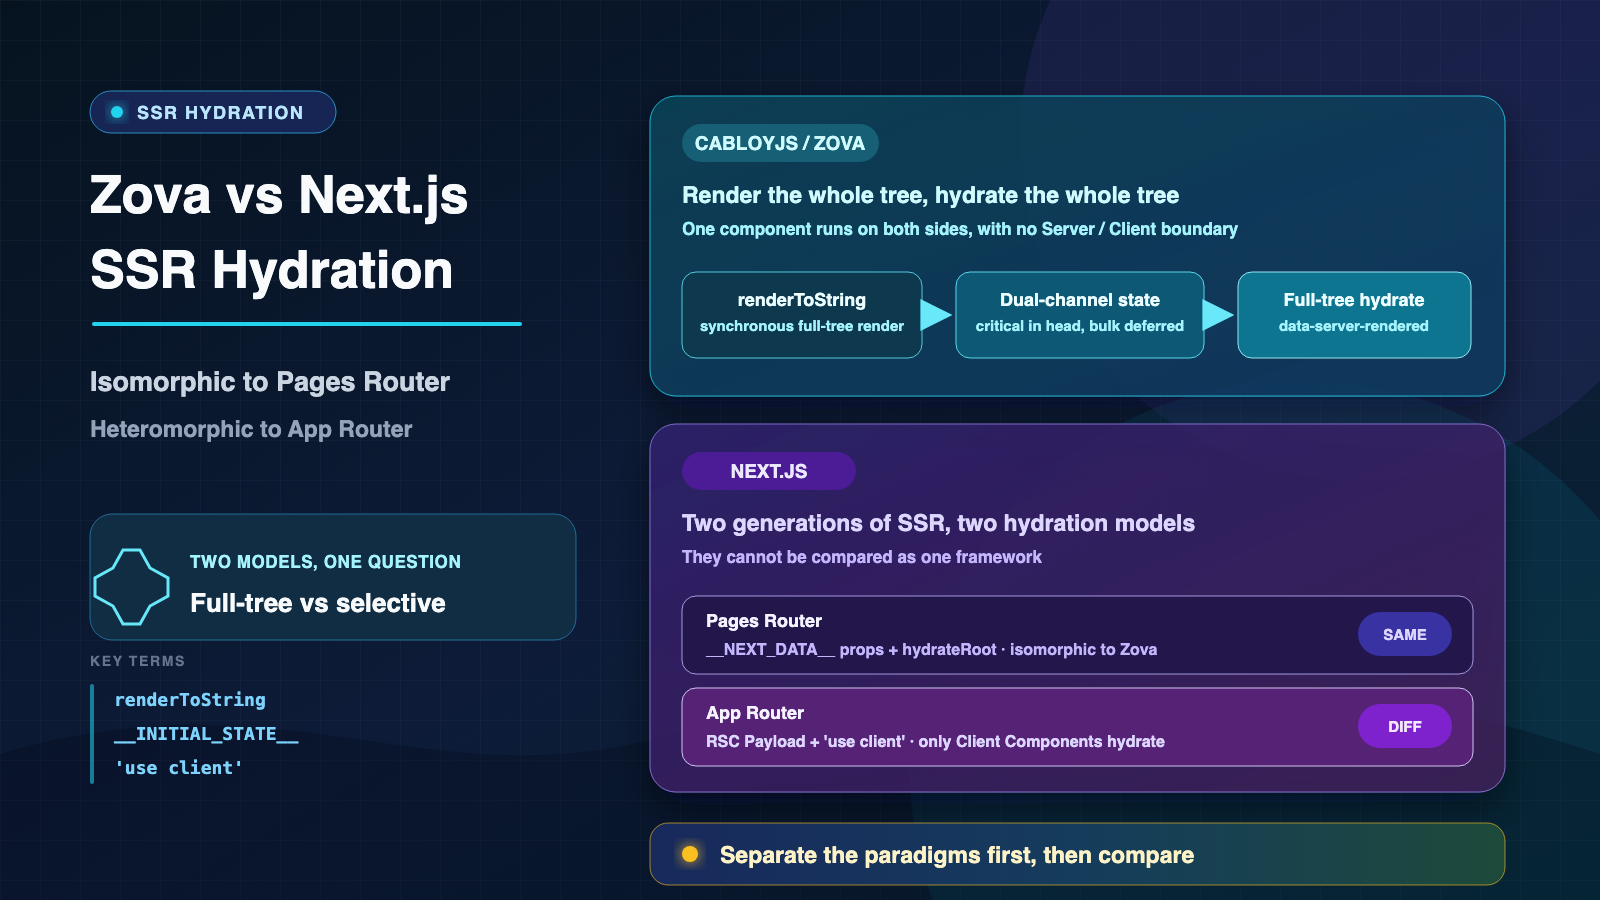 SSR HYDRATION
Zova vs Next.js
SSR Hydration
Isomorphic to Pages Router
Heteromorphic to App Router
TWO MODELS, ONE QUESTION
Full-tree vs selective
KEY TERMS
renderToString
__INITIAL_STATE__
'use client'
CABLOYJS / ZOVA
Render the whole tree, hydrate the whole tree
One component runs on both sides, with no Server / Client boundary
renderToString
synchronous full-tree render
Dual-channel state
critical in head, bulk deferred
Full-tree hydrate
data-server-rendered
NEXT.JS
Two generations of SSR, two hydration models
They cannot be compared as one framework
Pages Router
__NEXT_DATA__ props + hydrateRoot · isomorphic to Zova
SAME
App Router
RSC Payload + 'use client' · only Client Components hydrate
DIFF
Separate the paradigms first, then compare